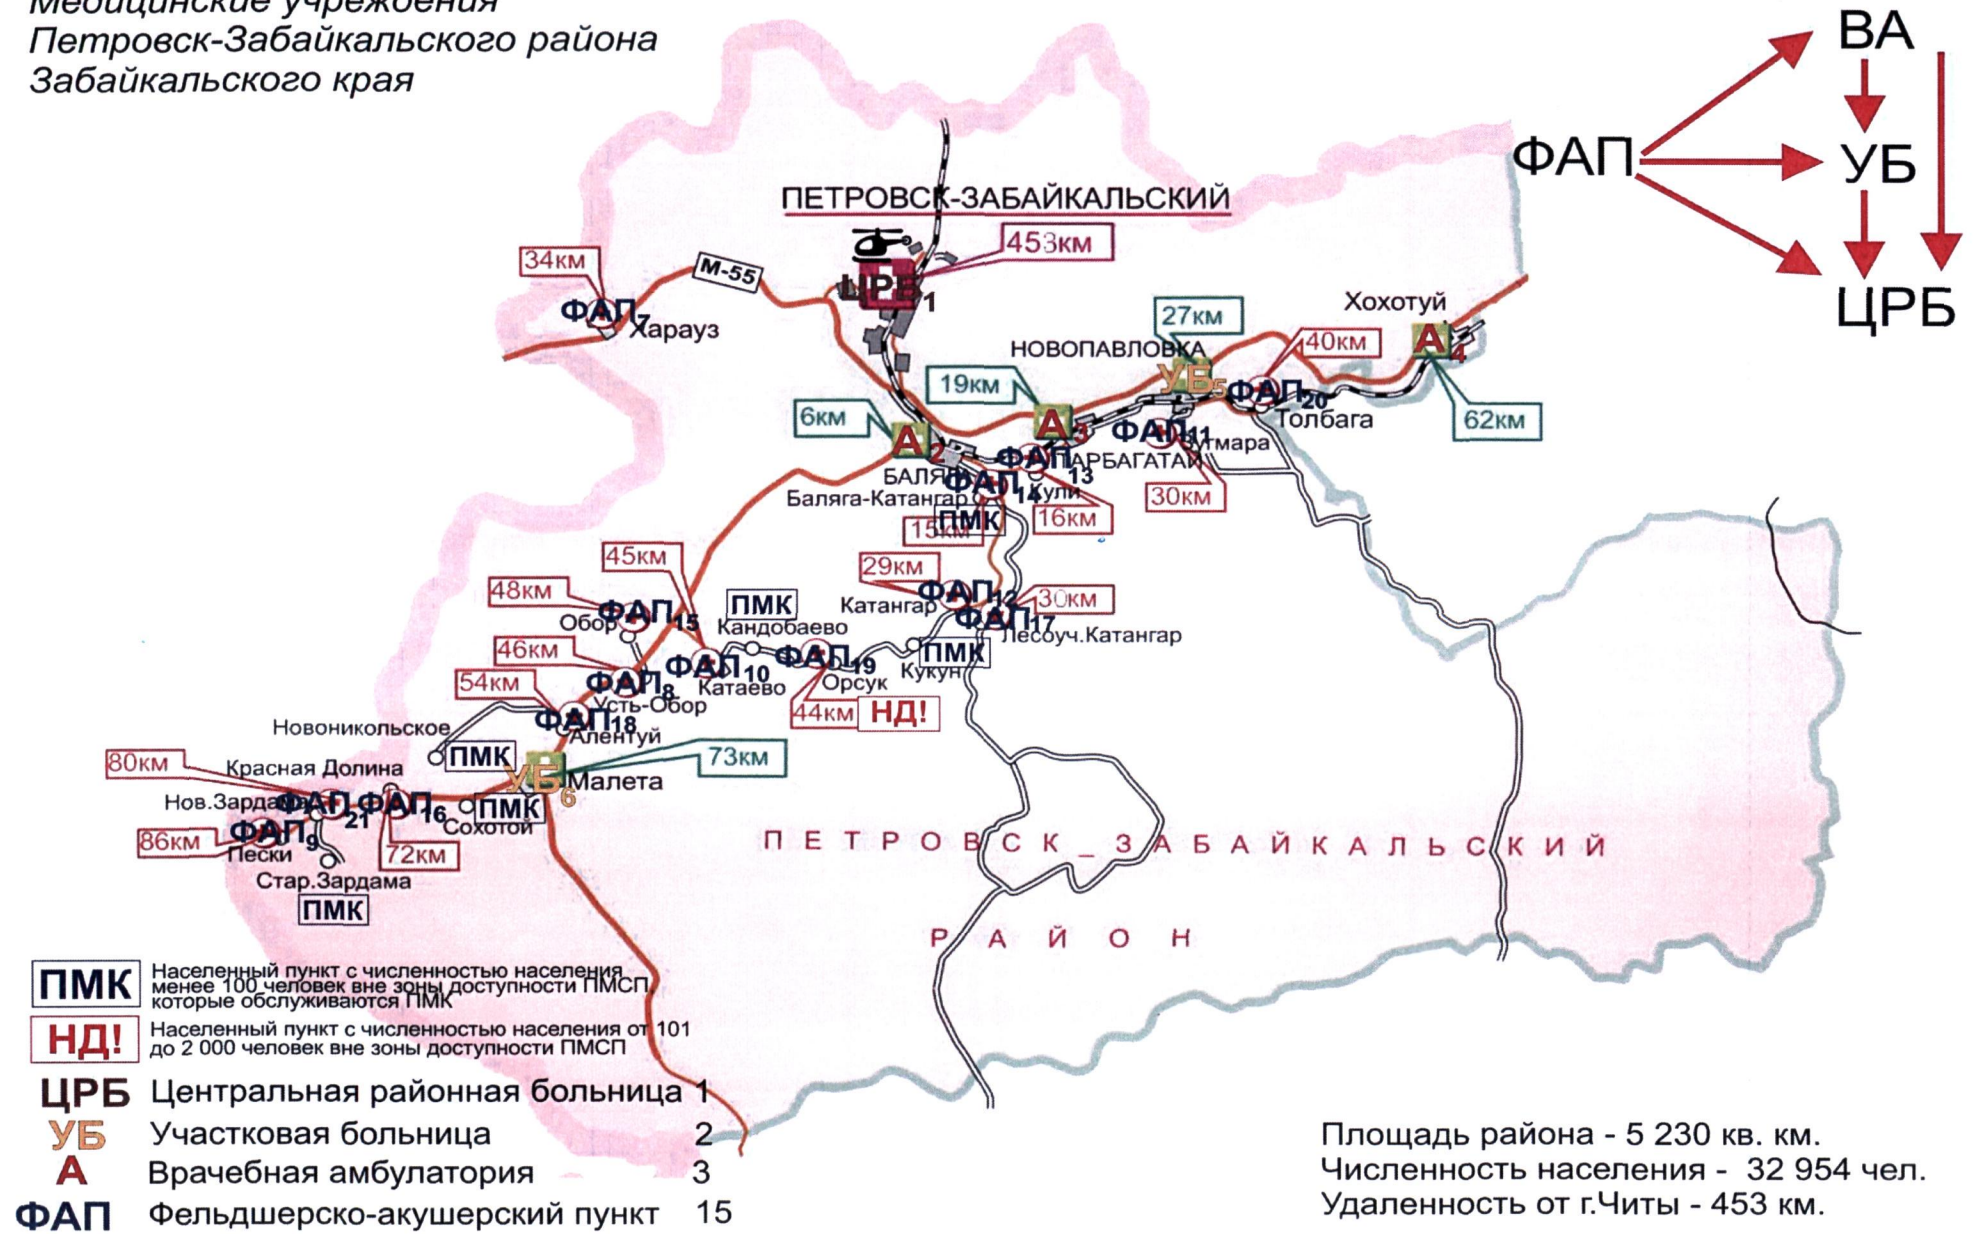 Медицинские учреждения
Петровск-Забайкальского района
Забайкальского края
ВА
ФАП
УБ
ЦРБ
ПЕТРОВСК-ЗАБАЙКАЛЬСКИЙ
453км
ЦРБ 1
М-55
34км
ФАП 7
Харауз
27км
Хохотуй
40км
А 4
НОВОПАВЛОВКА
УБ 5
19км
ФАП 20
6км
А 3
Толбага
62км
А 2
ФАП 11
ФАП 13
ТАРБАГАТАЙ
ФАП 14
Кули
Баляга-Катангар
30км
ПМК
16км
15км
45км
29км
48км
ФАП 12
30км
ПМК
Катангар
ФАП 15
ФАП 17
Обор
Кандобаево
Лесоуч.Катангар
46км
ФАП 10
ФАП 19
ПМК
Кукун
54км
ФАП 8
Катаево
Орсук
Усть-Обор
44км
НД!
ФАП 18
Новоникольское
Алентуй
80км
ПМК
73км
Красная Долина
УБ 6
Малета
Нов.Зардама
ФАП 21
ФАП 16
ПМК
Сохотой
86км
ФАП 9
Пески
72км
Стар.Зардама
ПМК
ПЕТРОВСК_ЗАБАЙКАЛЬСКИЙ
РАЙОН
ПМК Населенный пункт с численностью населения
менее 100 человек вне зоны доступности ПМСП,
которые обслуживаются ПМК
НД! Населенный пункт с численностью населения от 101
до 2 000 человек вне зоны доступности ПМСП
ЦРБ Центральная районная больница 1
УБ Участковая больница 2
А Врачебная амбулатория 3
ФАП Фельдшерско-акушерский пункт 15
Площадь района - 5 230 кв. км.
Численность населения - 32 954 чел.
Удаленность от г.Читы - 453 км.